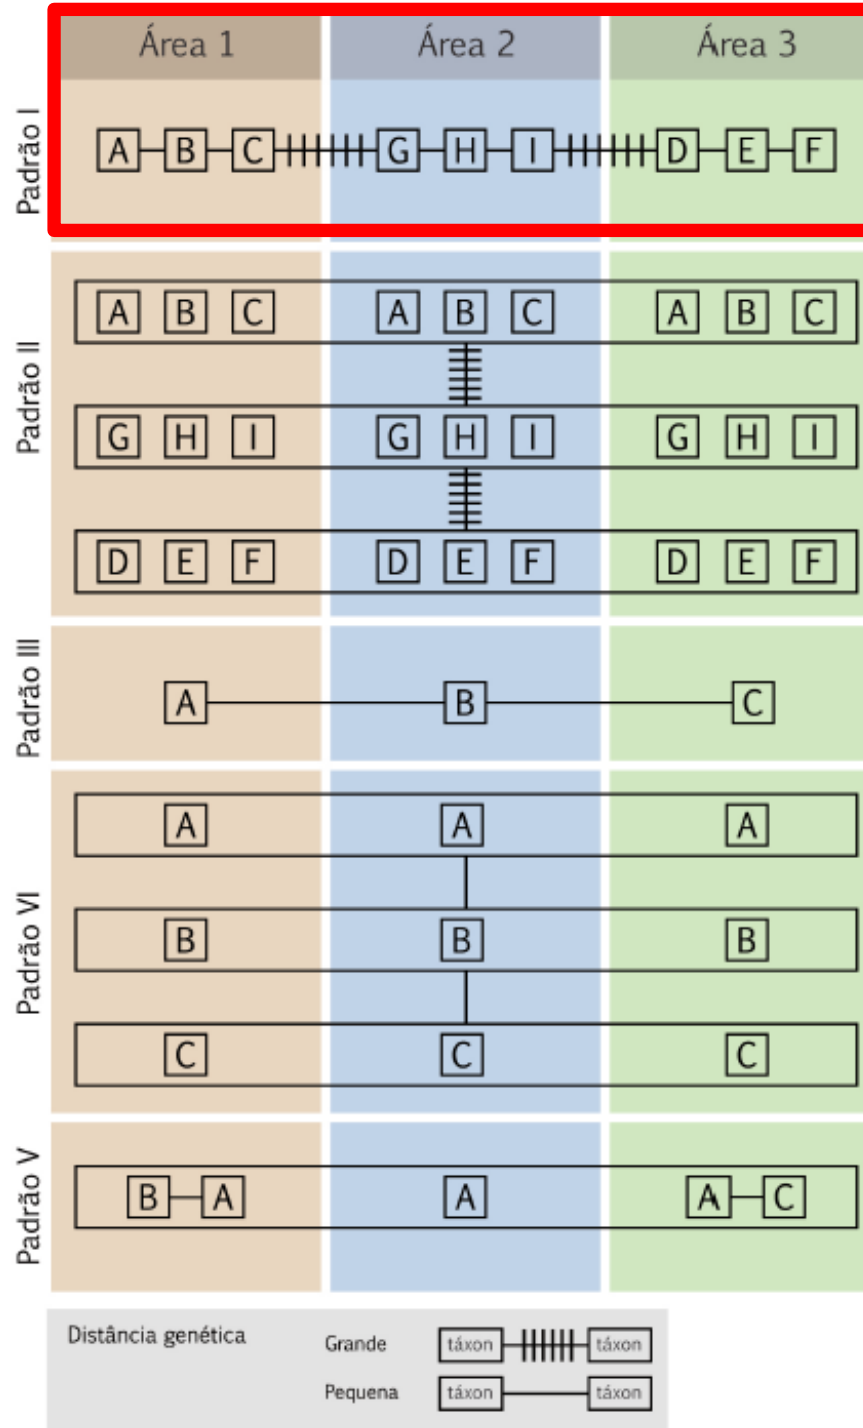 Área 1 Área 2 Área 3
Padrão I
A B C G H I D E F
Padrão II
A B C A B C A B C
G H I G H I G H I
D E F D E F D E F
Padrão III
A B C
Padrão VI
A A A
B B B
C C C
Padrão V
B A A A C
Distância genética
Grande táxon táxon
Pequena táxon táxon